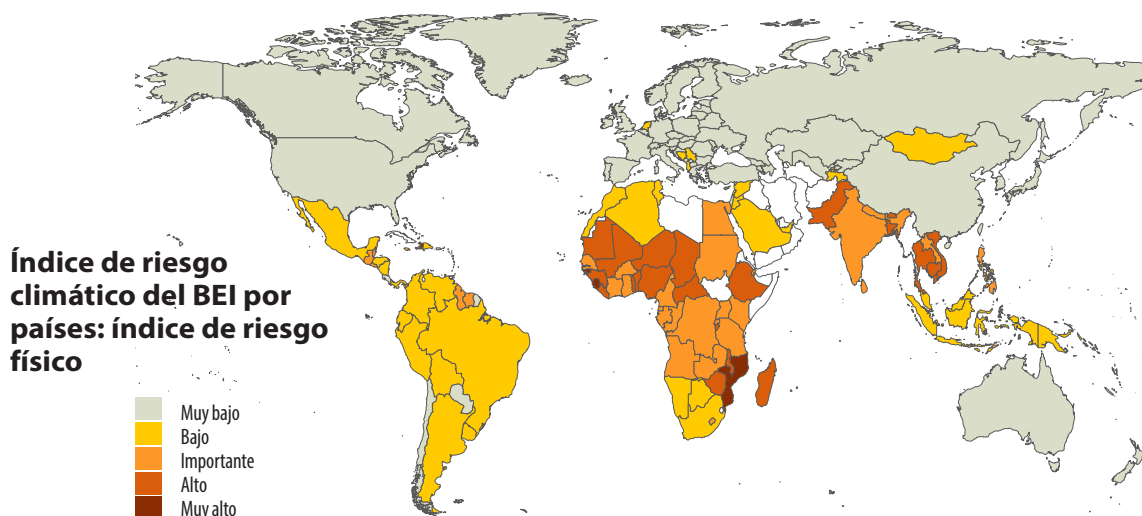 Índice de riesgo
climático del BEI por
países: índice de riesgo
físico
Muy bajo
Bajo
Importante
Alto
Muy alto